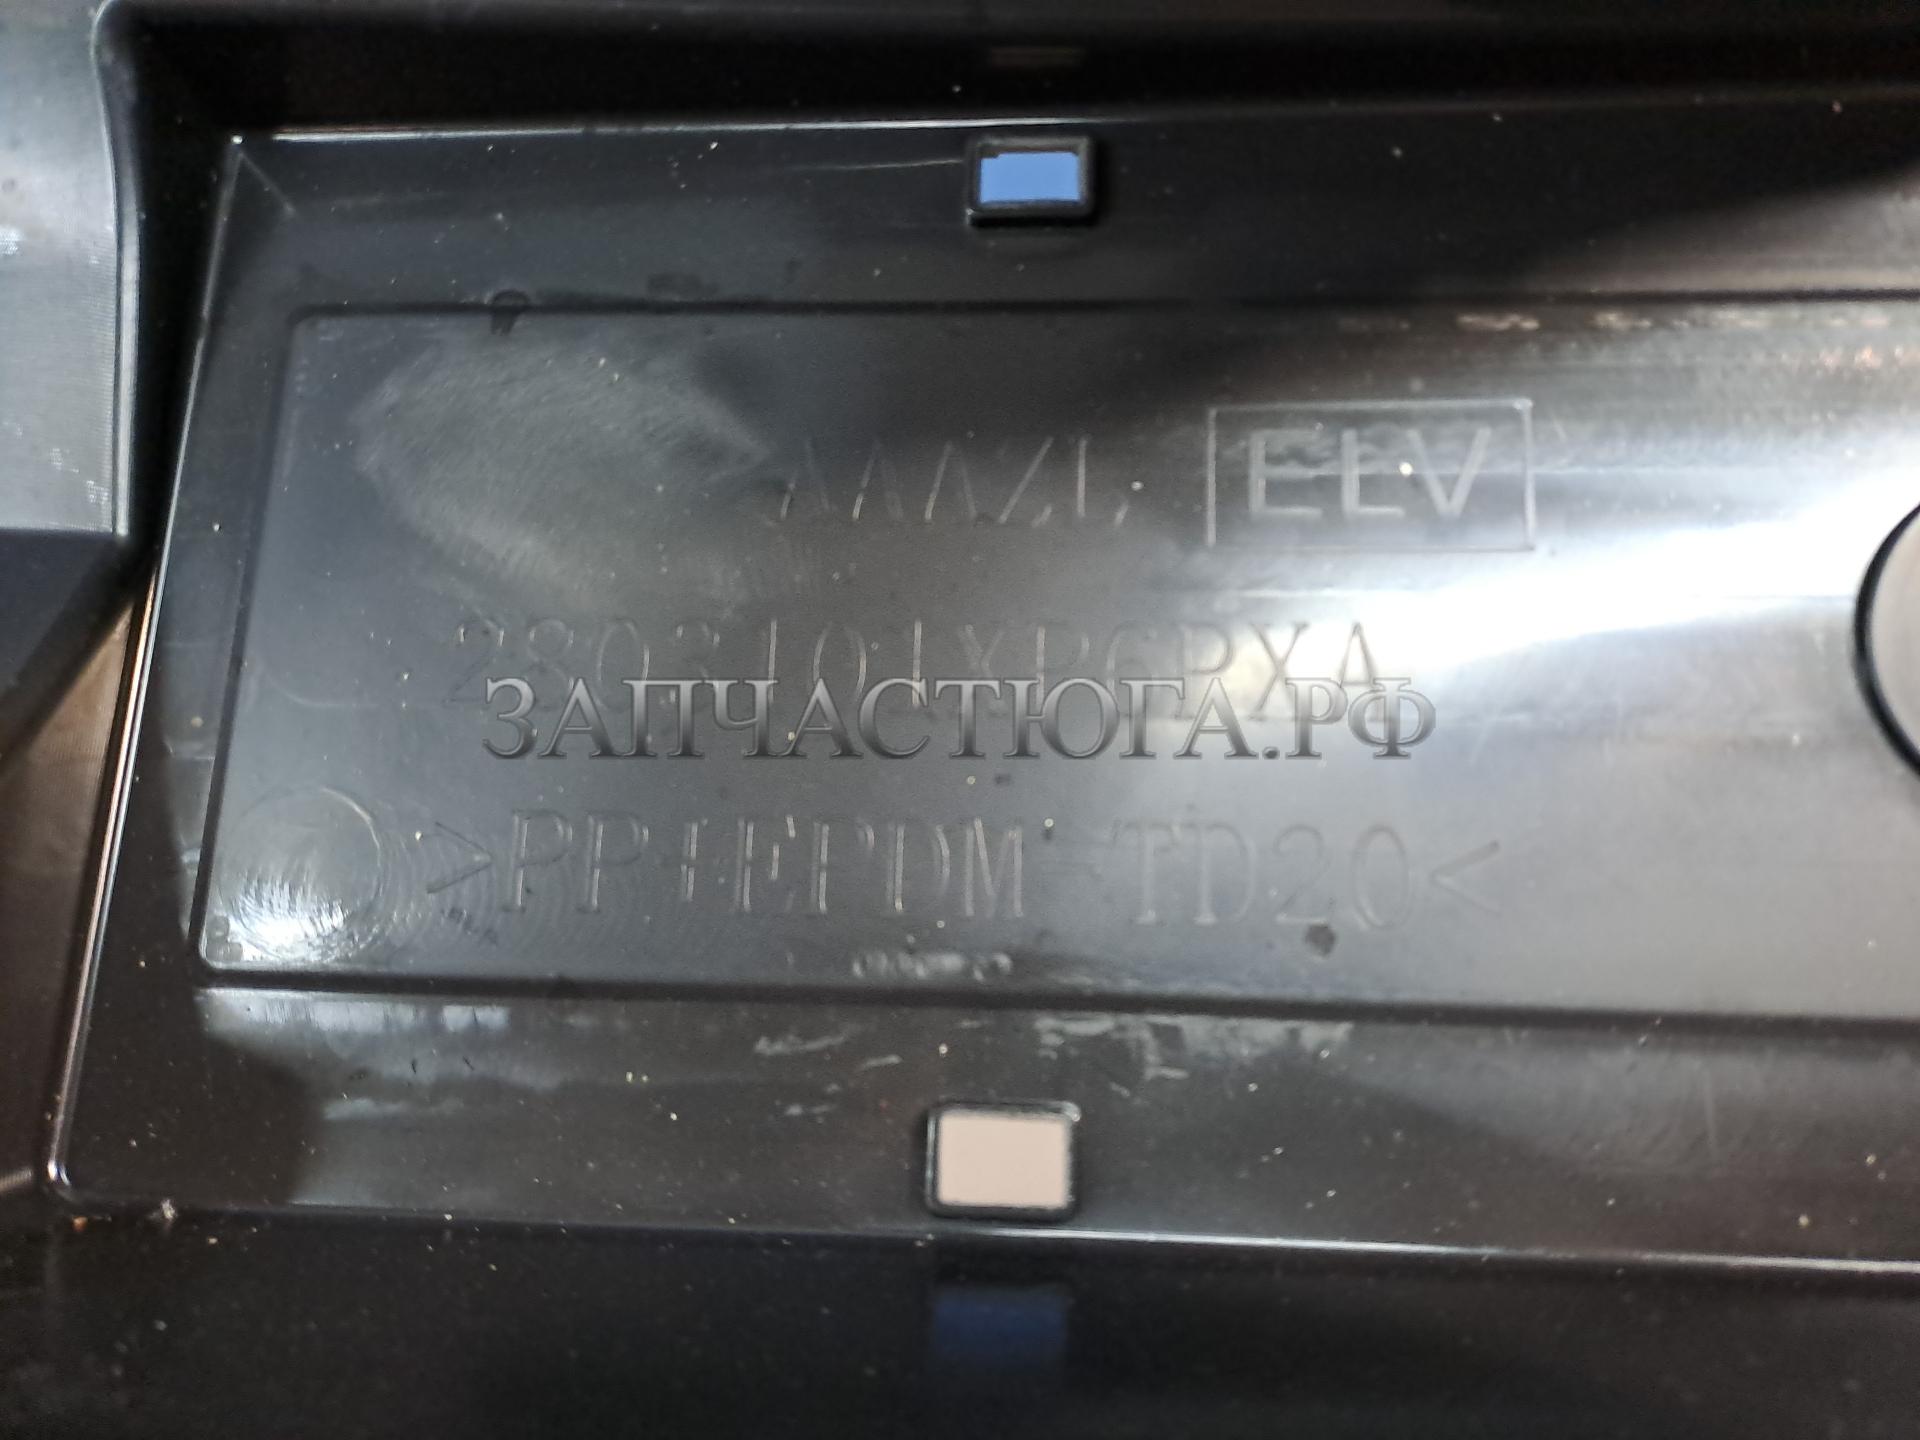 ELV
2803101XP6PXA
ЗАПЧАСТЮГА.РФ
>PP+EPDM-TD20<